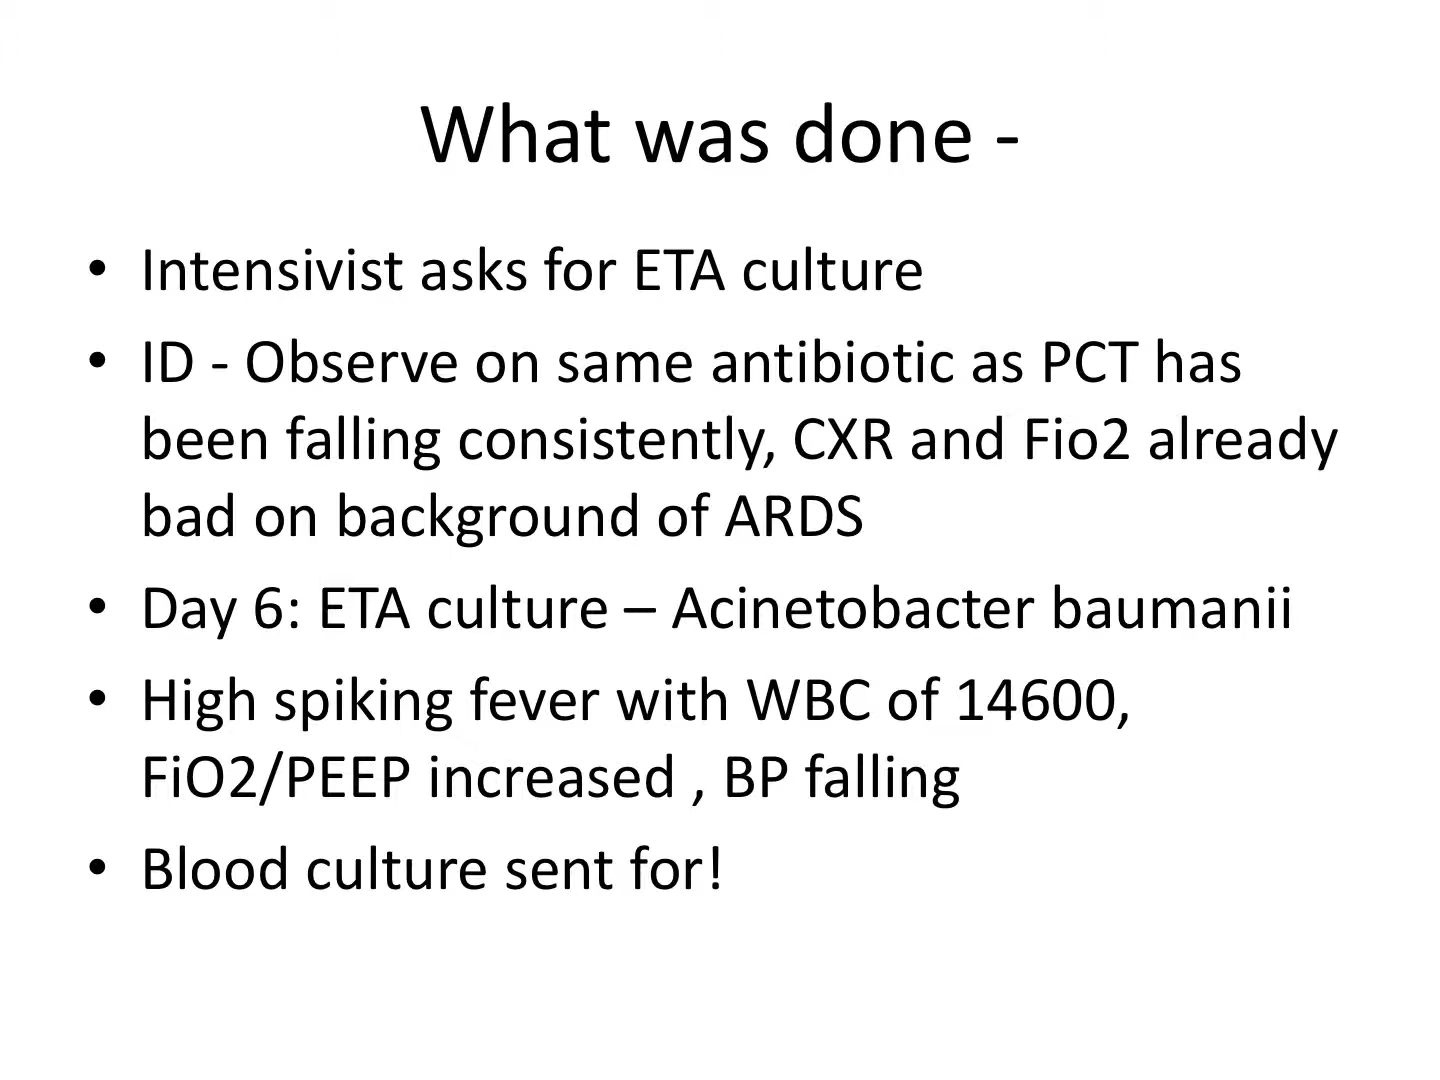 What was done -
• Intensivist asks for ETA culture
• ID - Observe on same antibiotic as PCT has
been falling consistently, CXR and Fio2 already
bad on background of ARDS
• Day 6: ETA culture – Acinetobacter baumanii
• High spiking fever with WBC of 14600,
FiO2/PEEP increased , BP falling
• Blood culture sent for!